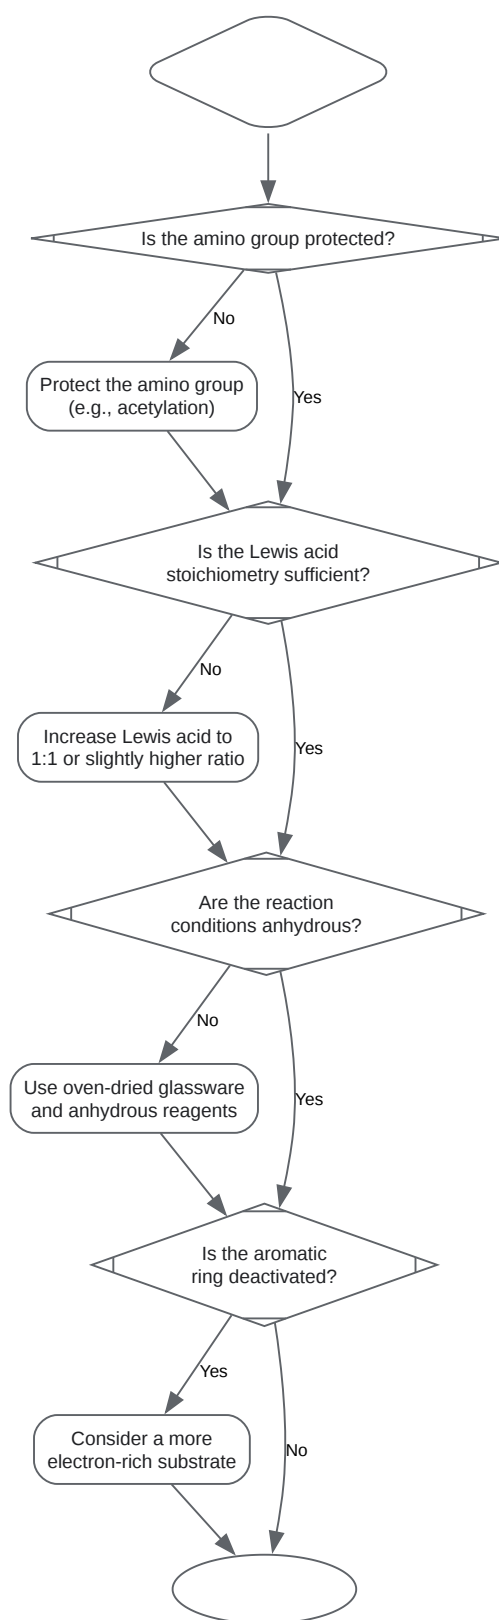 Is the amino group protected?
No
Protect the amino group
(e.g., acetylation)
Yes
Is the Lewis acid
stoichiometry sufficient?
No
Increase Lewis acid to
1:1 or slightly higher ratio
Yes
Are the reaction
conditions anhydrous?
No
Use oven-dried glassware
and anhydrous reagents
Yes
Is the aromatic
ring deactivated?
Yes
Consider a more
electron-rich substrate
No